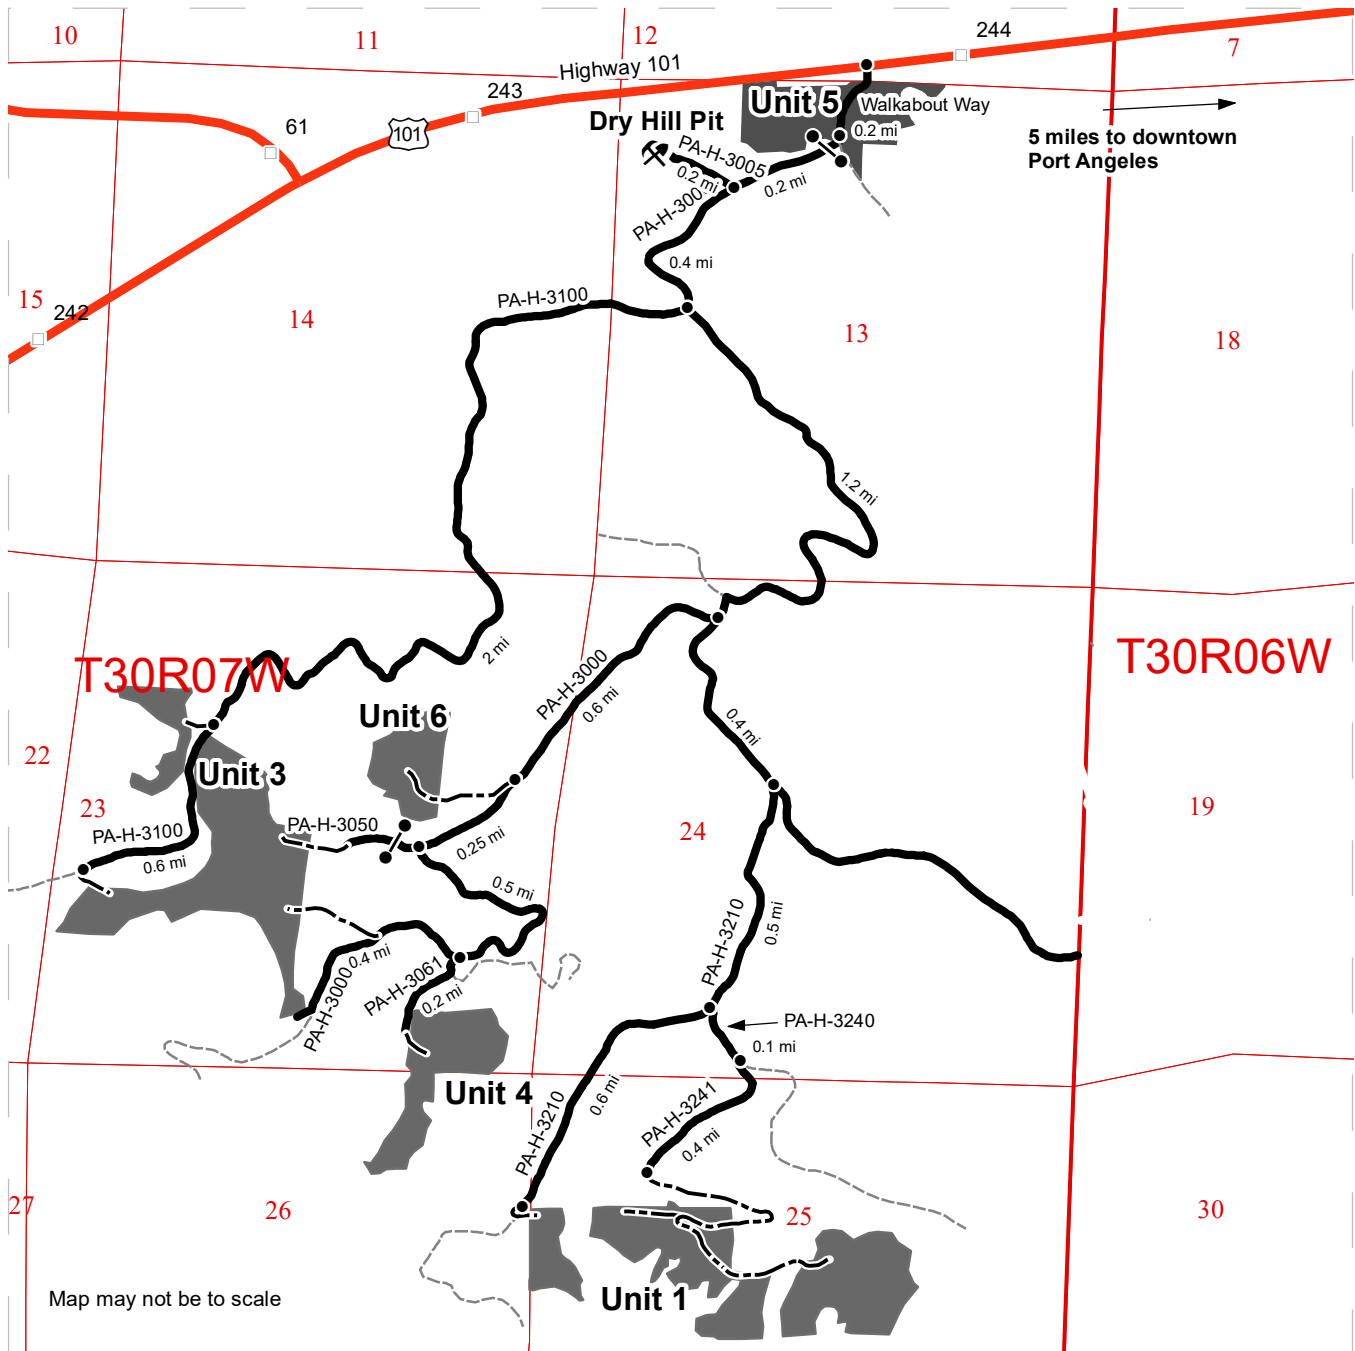 10
11
12
244
7
Highway 101
243
Unit 5
Walkabout Way
61
101
Dry Hill Pit
0.2 mi
5 miles to downtown
Port Angeles
PA-H-3005
0.2 mi
0.2 mi
PA-H-300
0.4 mi
15
242
14
PA-H-3100
13
18
1.2 mi
2 mi
T30R07W
T30R06W
PA-H-3000
0.6 mi
Unit 6
0.4 mi
22
Unit 3
23
19
PA-H-3100
PA-H-3050
24
0.6 mi
0.25 mi
0.5 mi
PA-H-3210
0.5 mi
0.4 mi
PA-H-3000
PA-H-3061
0.2 mi
PA-H-3240
0.1 mi
Unit 4
0.6 mi
PA-H-3210
PA-H-3241
0.4 mi
27
26
25
30
Map may not be to scale
Unit 1